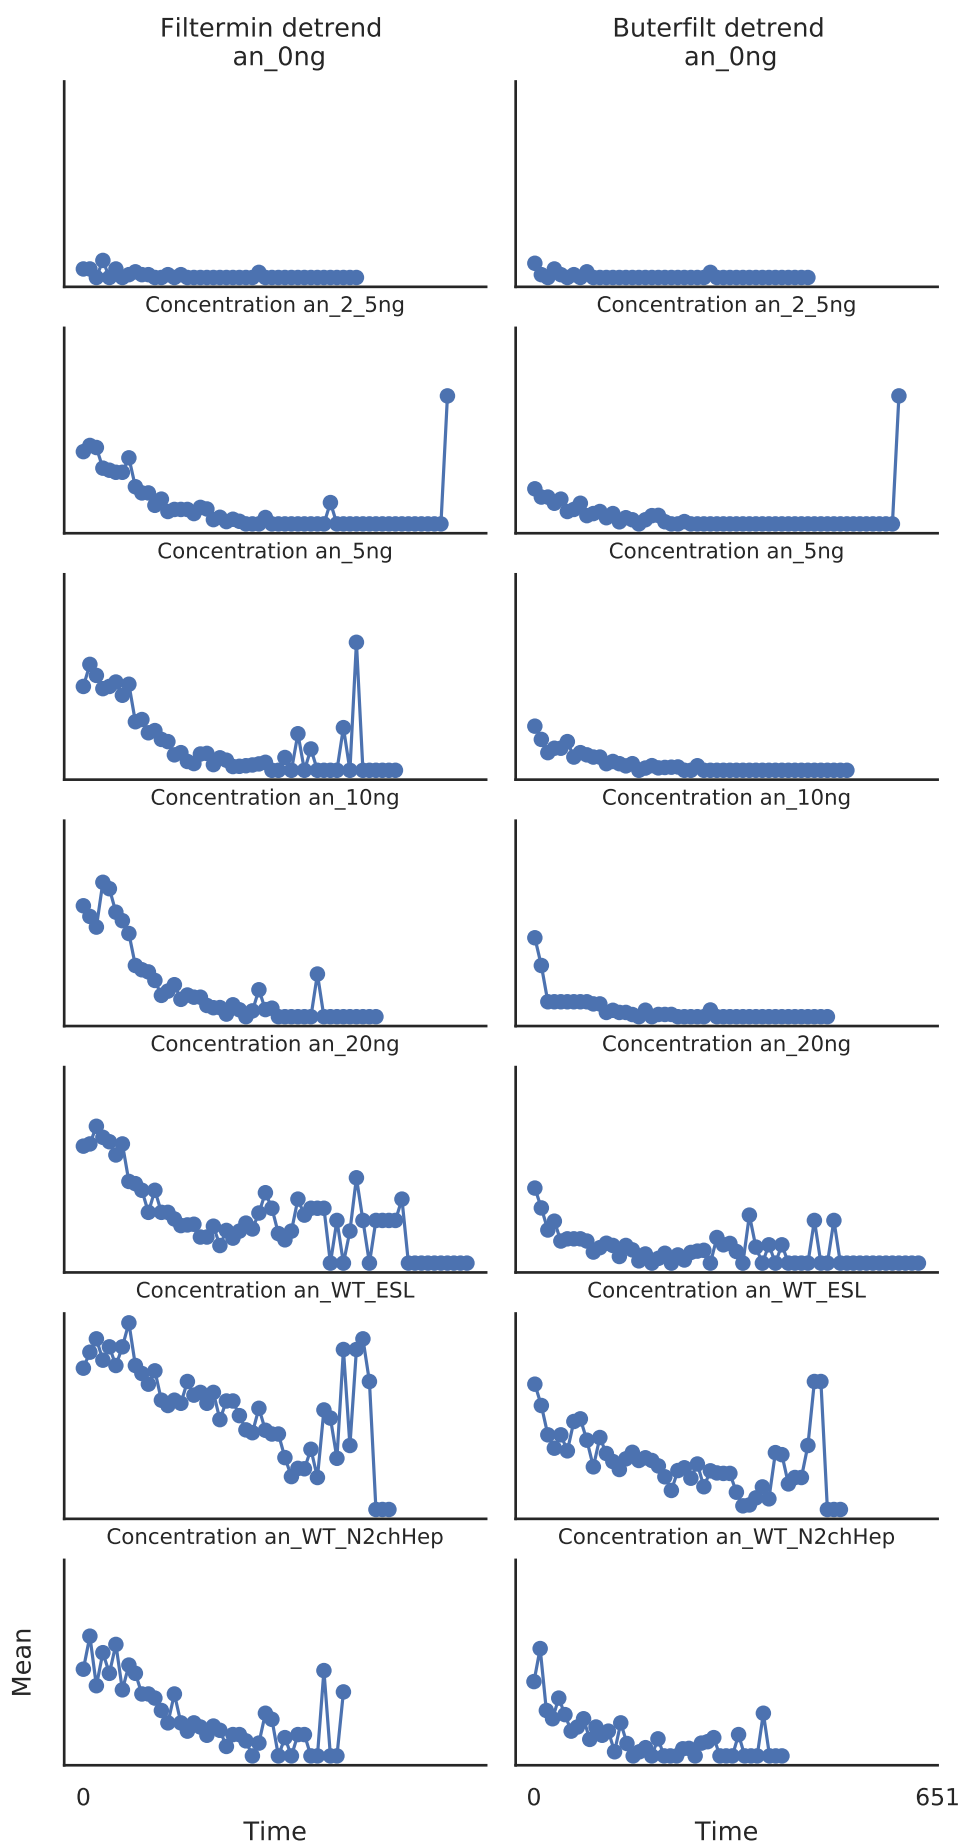 Filtermin detrend
an_0ng
Buterfilt detrend
an_0ng
Concentration an_2_5ng
Concentration an_2_5ng
Concentration an_5ng
Concentration an_5ng
Concentration an_10ng
Concentration an_10ng
Concentration an_20ng
Concentration an_20ng
Concentration an_WT_ESL
Concentration an_WT_ESL
Concentration an_WT_N2chHep
Concentration an_WT_N2chHep
Mean
0
0
651
Time
Time